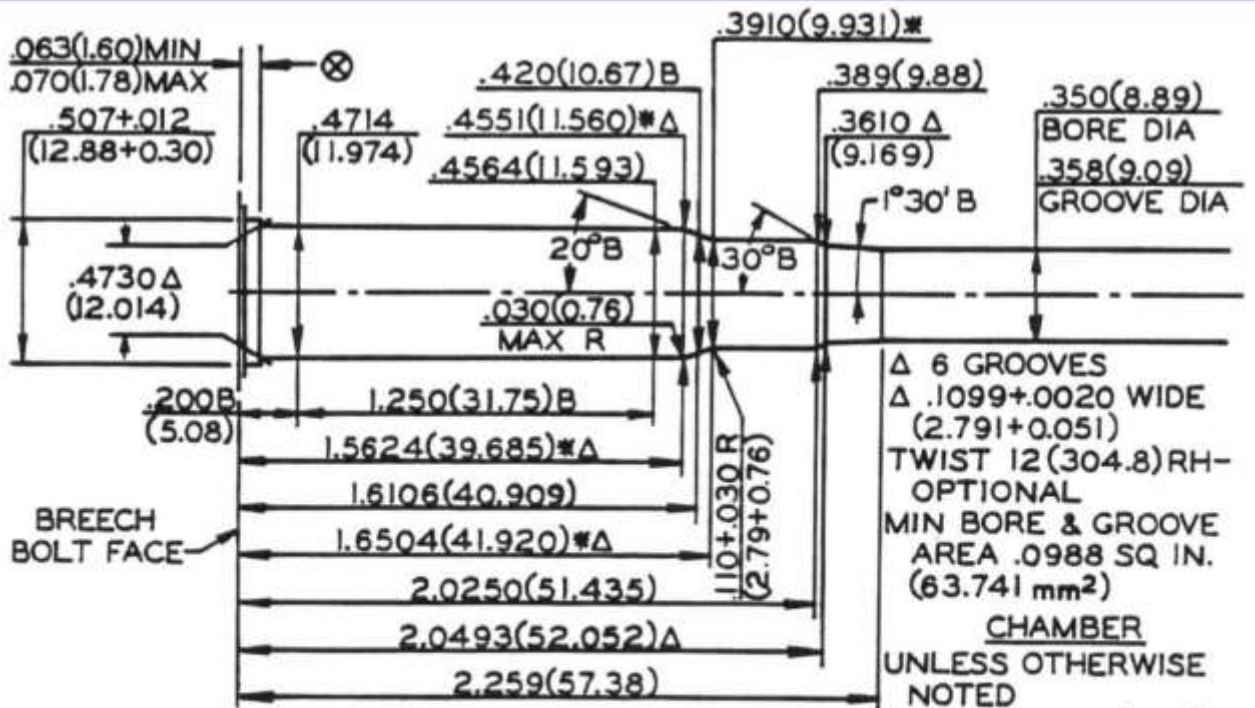 .3910(9.931)*
.063(1.60)MIN
.070(1.78)MAX
⊗
.420(10.67)B
.389(9.88)
.350(8.89)
BORE DIA
.507+.012
(12.88+0.30)
.4714
(11.974)
.4551(11.560)*Δ
.3610 Δ
(9.169)
.4564(11.593)
.358(9.09)
GROOVE DIA
1°30' B
20°B
30°B
.4730Δ
(12.014)
.030(0.76)
MAX R
.200B
(5.08)
1.250(31.75)B
1.5624(39.685)*Δ
1.6106(40.909)
BREECH
BOLT FACE
1.6504(41.920)*Δ
.110+.030 R
(2.79+0.76)
2.0250(51.435)
2.0493(52.052)Δ
2.259(57.38)
Δ 6 GROOVES
Δ .1099+.0020 WIDE
(2.791+0.051)
TWIST 12(304.8)RH-
OPTIONAL
MIN BORE & GROOVE
AREA .0988 SQ IN.
(63.741 mm²)
CHAMBER
UNLESS OTHERWISE
NOTED